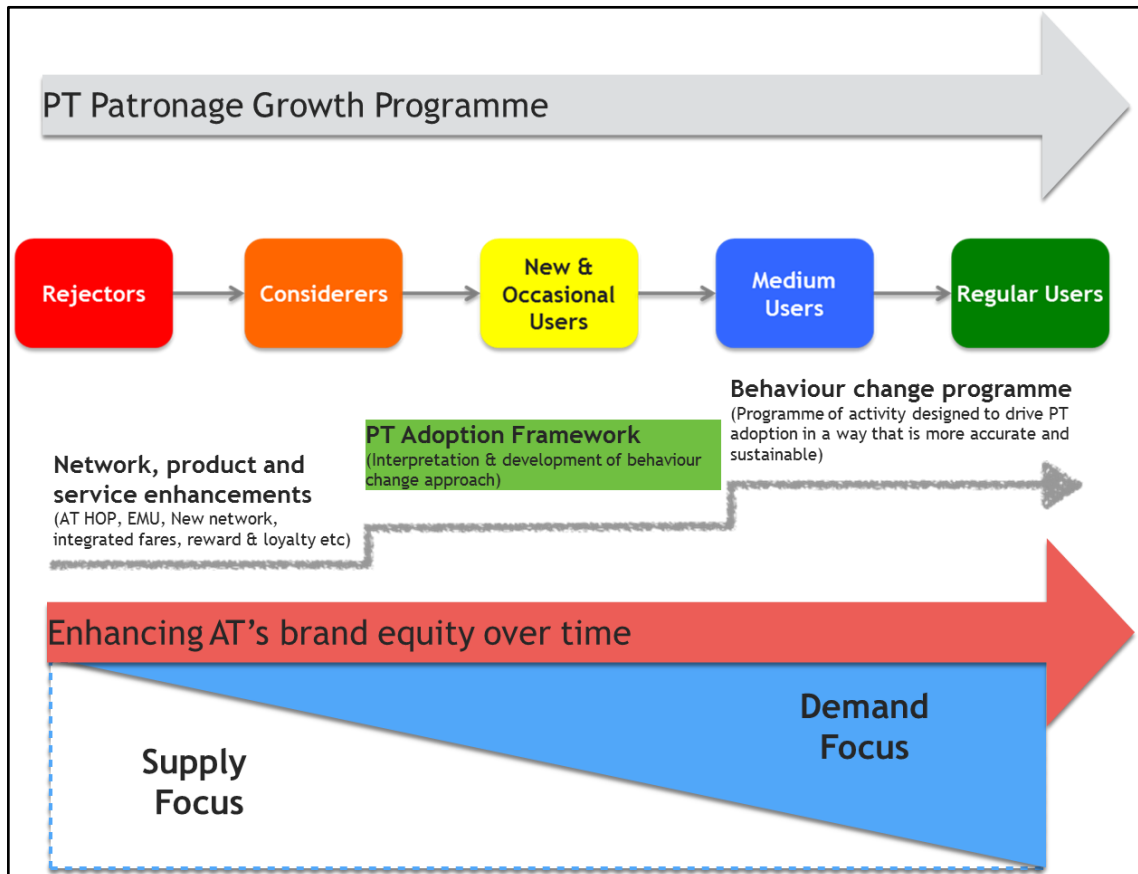 PT Patronage Growth Programme
Rejectors
Considerers
New &
Occasional
Users
Medium
Users
Regular Users
Network, product and
service enhancements
(AT HOP, EMU, New network,
integrated fares, reward & loyalty etc)
PT Adoption Framework
(Interpretation & development of behaviour
change approach)
Behaviour change programme
(Programme of activity designed to drive PT
adoption in a way that is more accurate and
sustainable)
Enhancing AT’s brand equity over time
Supply
Focus
Demand
Focus